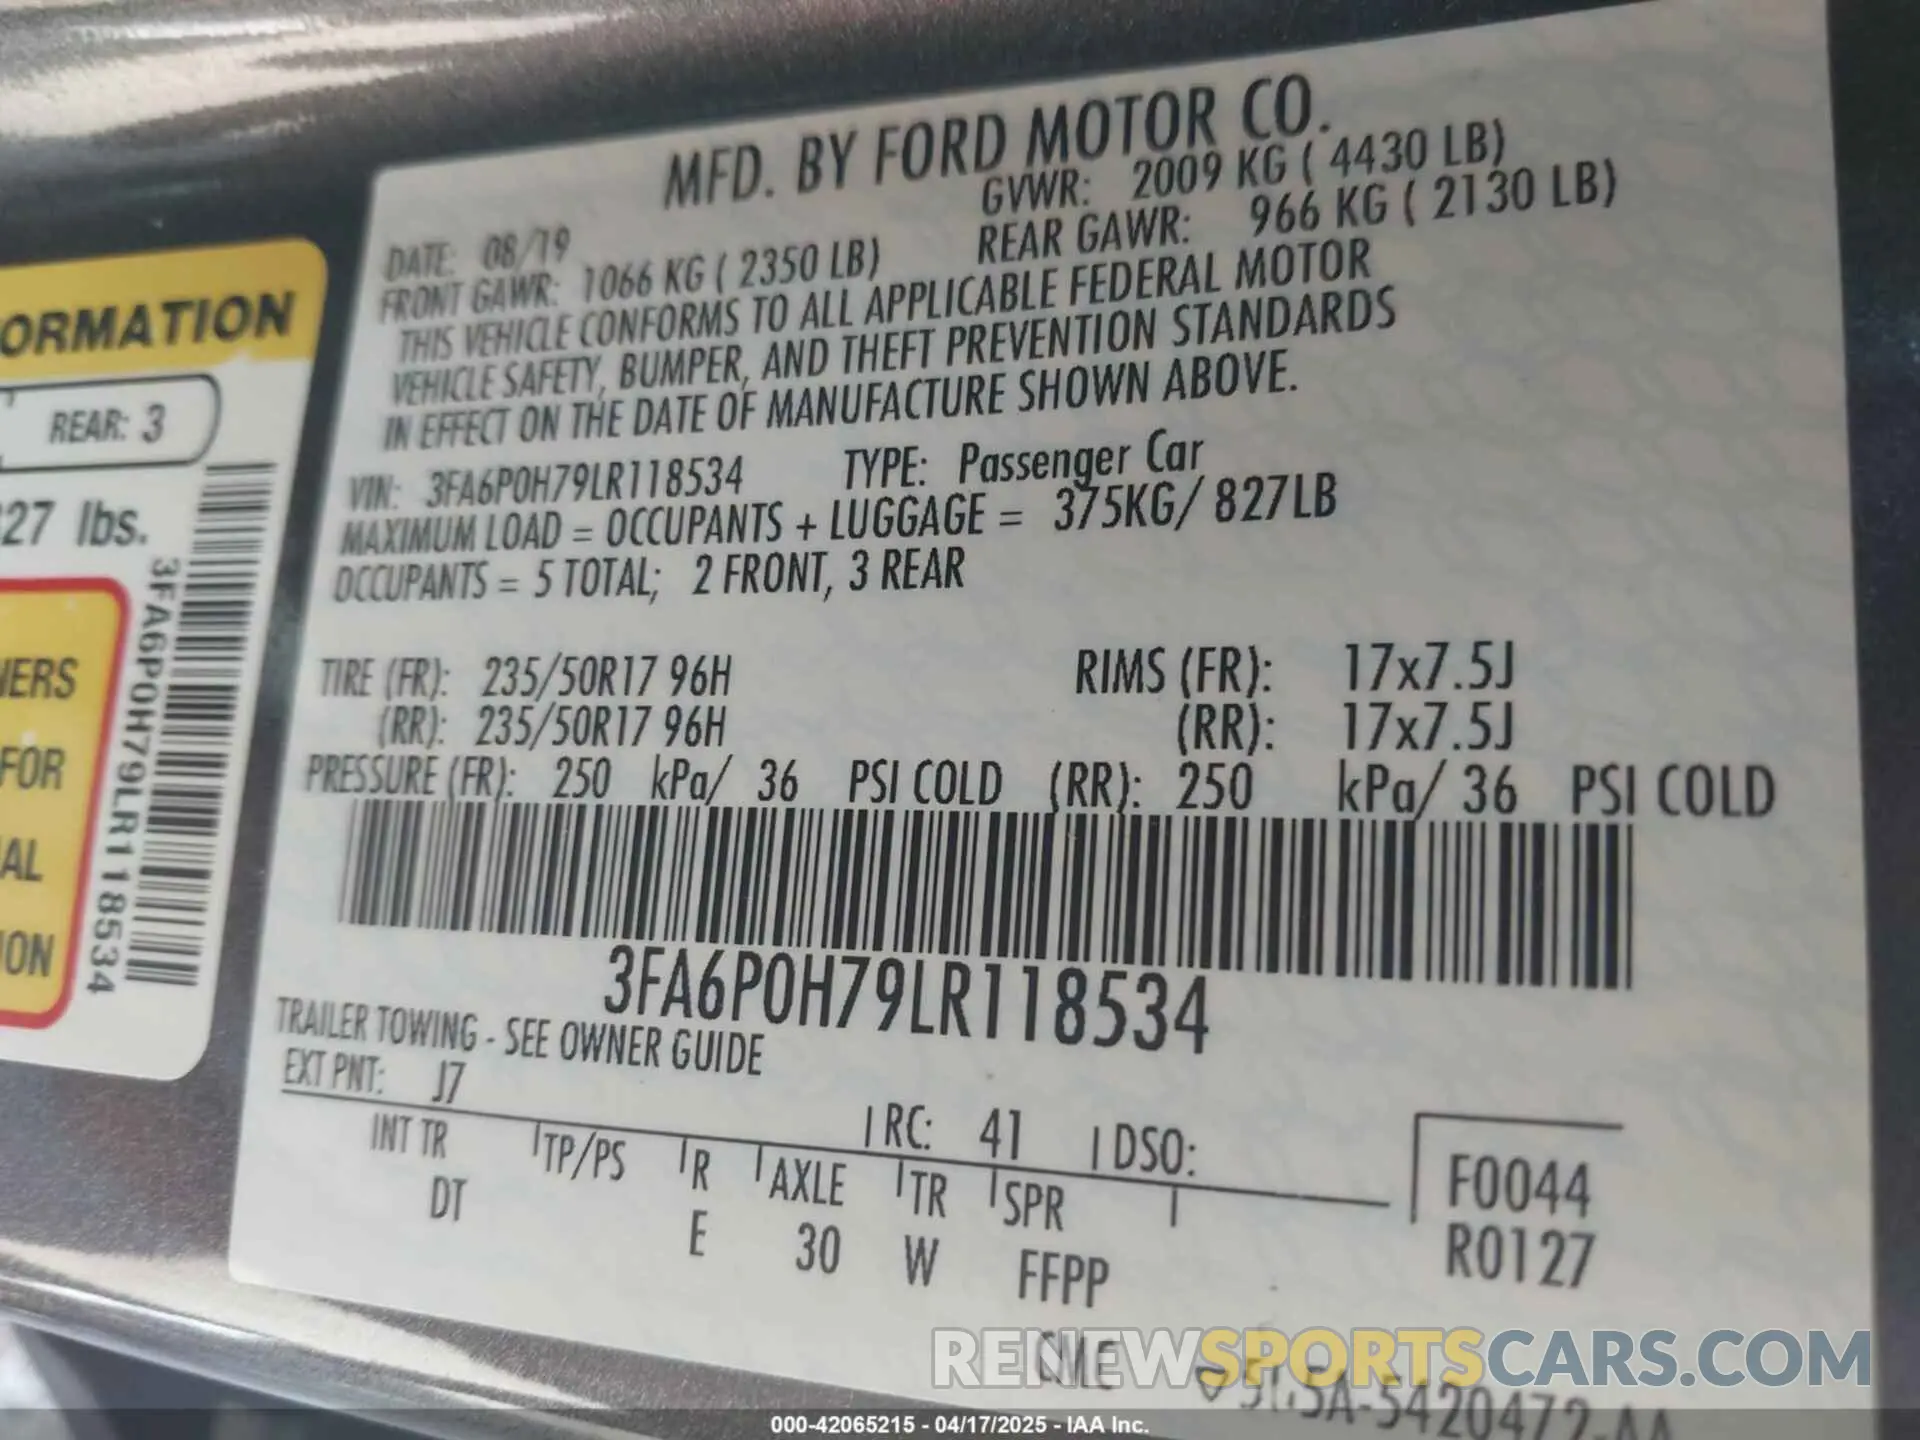 MFD. BY FORD MOTOR CO.
DATE: 08/19 GVWR: 2009 KG ( 4430 LB)
FRONT GAWR: 1066 KG ( 2350 LB) REAR GAWR: 966 KG ( 2130 LB)
THIS VEHICLE CONFORMS TO ALL APPLICABLE FEDERAL MOTOR
VEHICLE SAFETY, BUMPER, AND THEFT PREVENTION STANDARDS
IN EFFECT ON THE DATE OF MANUFACTURE SHOWN ABOVE.
VIN: 3FA6P0H79LR118534 TYPE: Passenger Car
MAXIMUM LOAD = OCCUPANTS + LUGGAGE = 375KG/ 827LB
OCCUPANTS = 5 TOTAL; 2 FRONT, 3 REAR
TIRE (FR): 235/50R17 96H RIMS (FR): 17x7.5J
(RR): 235/50R17 96H (RR): 17x7.5J
PRESSURE (FR): 250 kPa/ 36 PSI COLD (RR): 250 kPa/ 36 PSI COLD
3FA6P0H79LR118534
TRAILER TOWING - SEE OWNER GUIDE
EXT PNT: J7 RC: 41 DSO:
INT TR TP/PS R AXLE TR SPR
DT E 30 W FFPP
F0044
R0127
ORMATION
REAR: 3
27 lbs.
3FA6P0H79LR118534
FOR
AL
ION
RENEWSPORTSCARS.COM
000-42065215 - 04/17/2025 - IAA Inc.